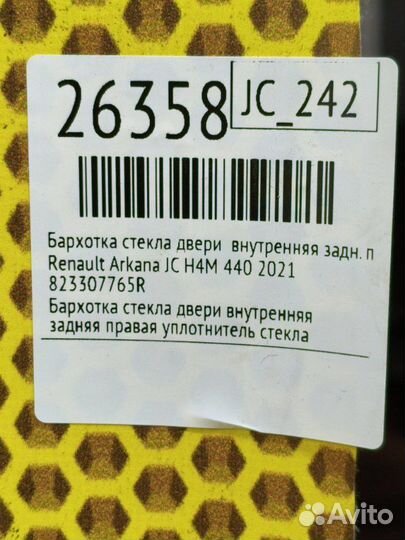 26358
JC_242
Бархотка стекла двери внутренняя задн. п
Renault Arkana JC H4M 440 2021
823307765R
Бархотка стекла двери внутренняя
задняя правая уплотнитель стекла
Avito